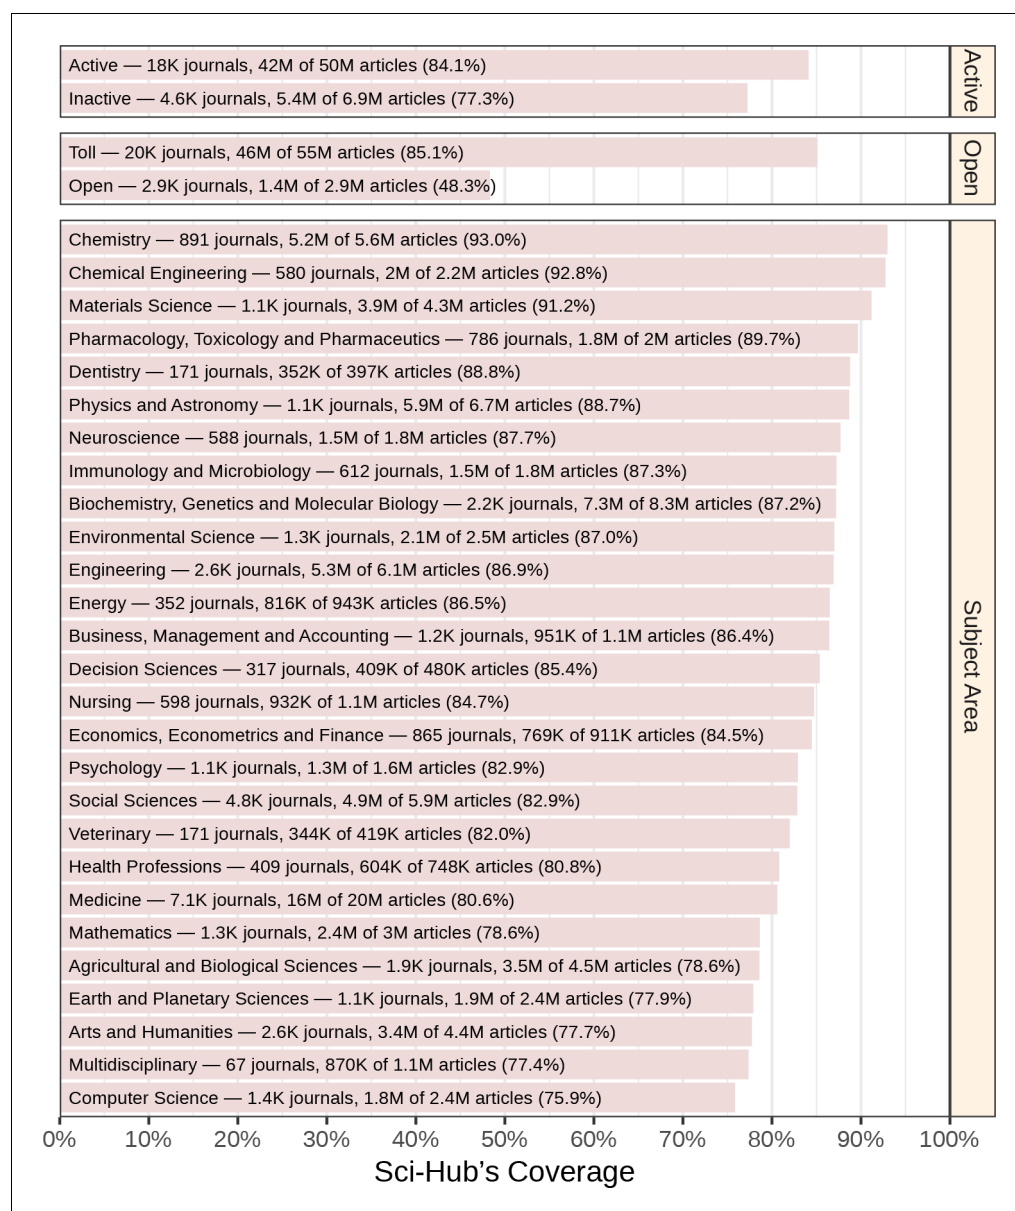 Active — 18K journals, 42M of 50M articles (84.1%)
Inactive — 4.6K journals, 5.4M of 6.9M articles (77.3%)
Active
Toll — 20K journals, 46M of 55M articles (85.1%)
Open — 2.9K journals, 1.4M of 2.9M articles (48.3%)
Open
Chemistry — 891 journals, 5.2M of 5.6M articles (93.0%)
Chemical Engineering — 580 journals, 2M of 2.2M articles (92.8%)
Materials Science — 1.1K journals, 3.9M of 4.3M articles (91.2%)
Pharmacology, Toxicology and Pharmaceutics — 786 journals, 1.8M of 2M articles (89.7%)
Dentistry — 171 journals, 352K of 397K articles (88.8%)
Physics and Astronomy — 1.1K journals, 5.9M of 6.7M articles (88.7%)
Neuroscience — 588 journals, 1.5M of 1.8M articles (87.7%)
Immunology and Microbiology — 612 journals, 1.5M of 1.8M articles (87.3%)
Biochemistry, Genetics and Molecular Biology — 2.2K journals, 7.3M of 8.3M articles (87.2%)
Environmental Science — 1.3K journals, 2.1M of 2.5M articles (87.0%)
Engineering — 2.6K journals, 5.3M of 6.1M articles (86.9%)
Energy — 352 journals, 816K of 943K articles (86.5%)
Business, Management and Accounting — 1.2K journals, 951K of 1.1M articles (86.4%)
Decision Sciences — 317 journals, 409K of 480K articles (85.4%)
Nursing — 598 journals, 932K of 1.1M articles (84.7%)
Economics, Econometrics and Finance — 865 journals, 769K of 911K articles (84.5%)
Psychology — 1.1K journals, 1.3M of 1.6M articles (82.9%)
Social Sciences — 4.8K journals, 4.9M of 5.9M articles (82.9%)
Veterinary — 171 journals, 344K of 419K articles (82.0%)
Health Professions — 409 journals, 604K of 748K articles (80.8%)
Medicine — 7.1K journals, 16M of 20M articles (80.6%)
Mathematics — 1.3K journals, 2.4M of 3M articles (78.6%)
Agricultural and Biological Sciences — 1.9K journals, 3.5M of 4.5M articles (78.6%)
Earth and Planetary Sciences — 1.1K journals, 1.9M of 2.4M articles (77.9%)
Arts and Humanities — 2.6K journals, 3.4M of 4.4M articles (77.7%)
Multidisciplinary — 67 journals, 870K of 1.1M articles (77.4%)
Computer Science — 1.4K journals, 1.8M of 2.4M articles (75.9%)
Subject Area
0% 10% 20% 30% 40% 50% 60% 70% 80% 90% 100%
Sci-Hub’s Coverage